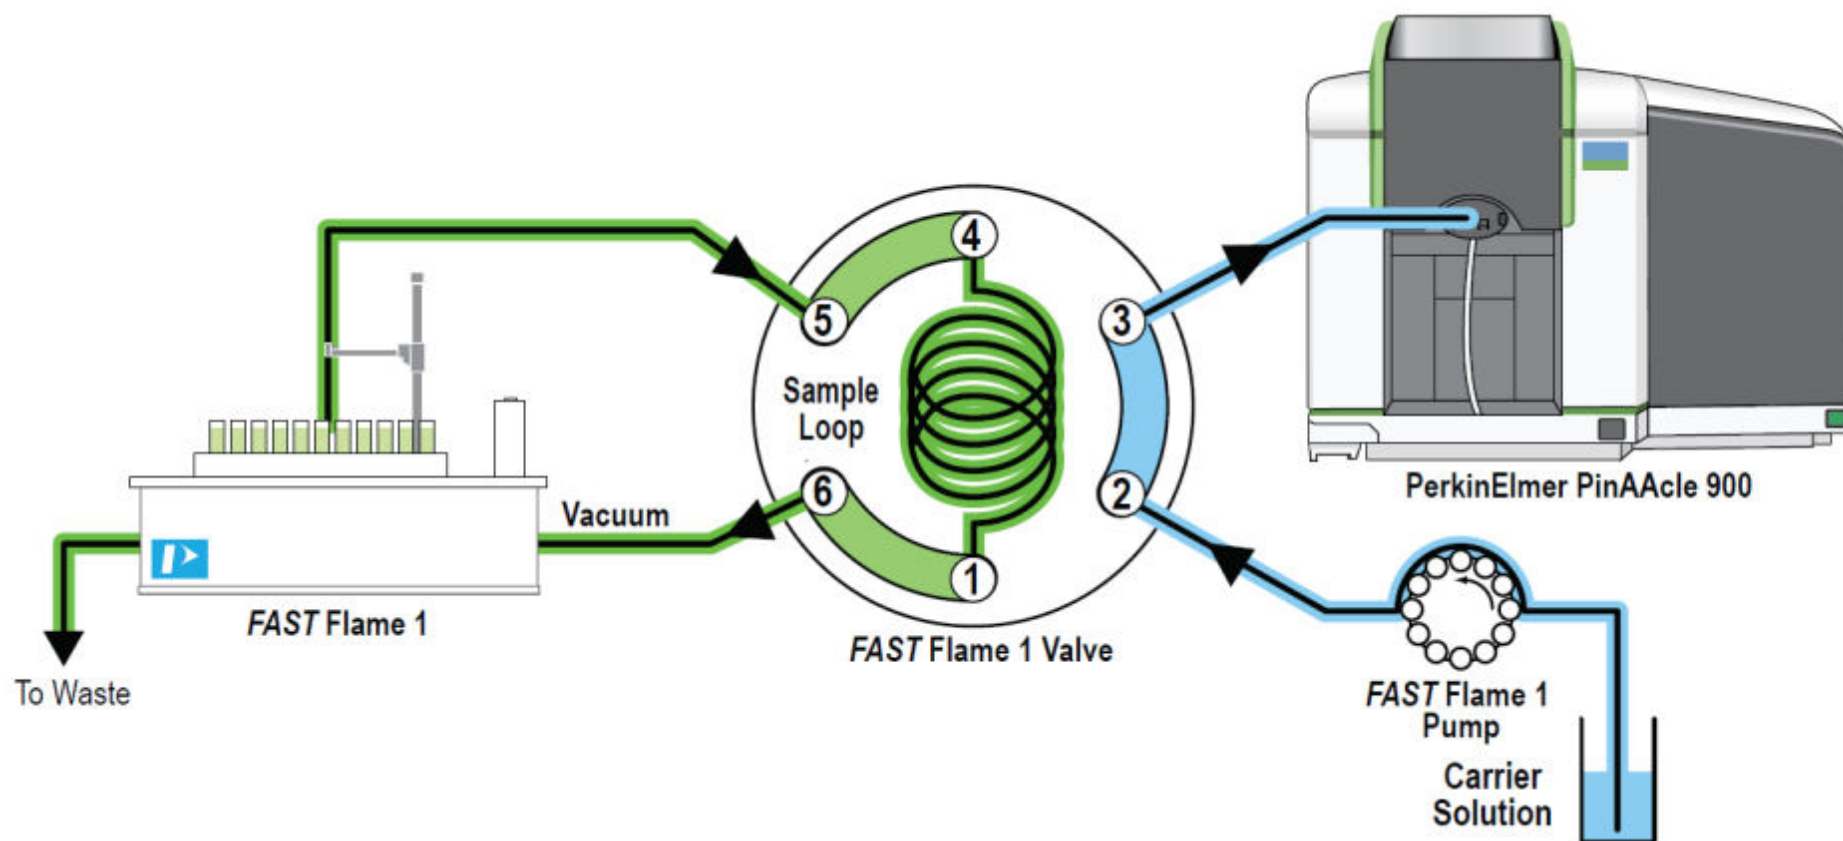 4
5
3
Sample
Loop
6
2
1
Vacuum
FAST Flame 1
To Waste
FAST Flame 1 Valve
PerkinElmer PinAAcle 900
FAST Flame 1
Pump
Carrier
Solution